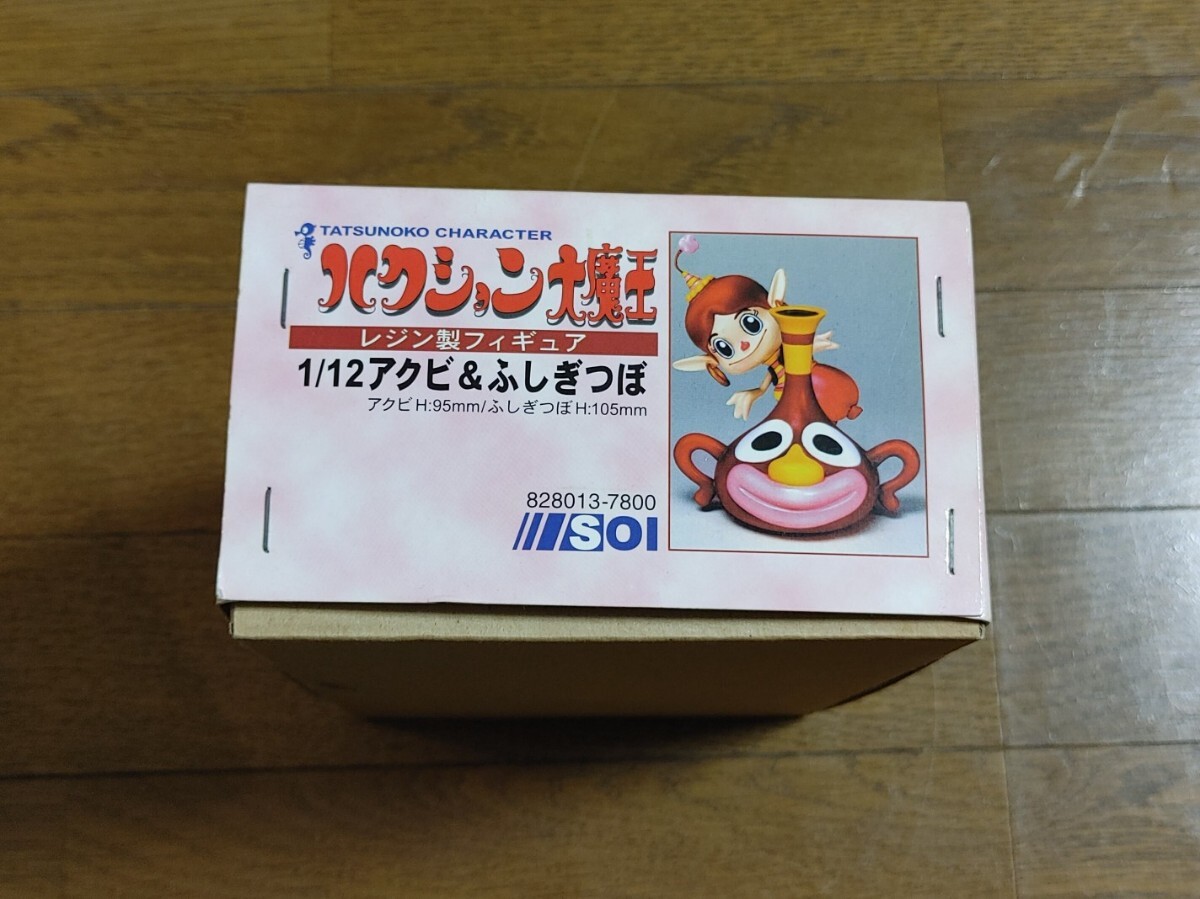 TATSUNOKO CHARACTER
ハクション大魔王
レジン製フィギュア
1/12アクビ&ふしぎつぼ
アクビ H:95mm/ふしぎつぼ H:105mm
828013-7800
SOI